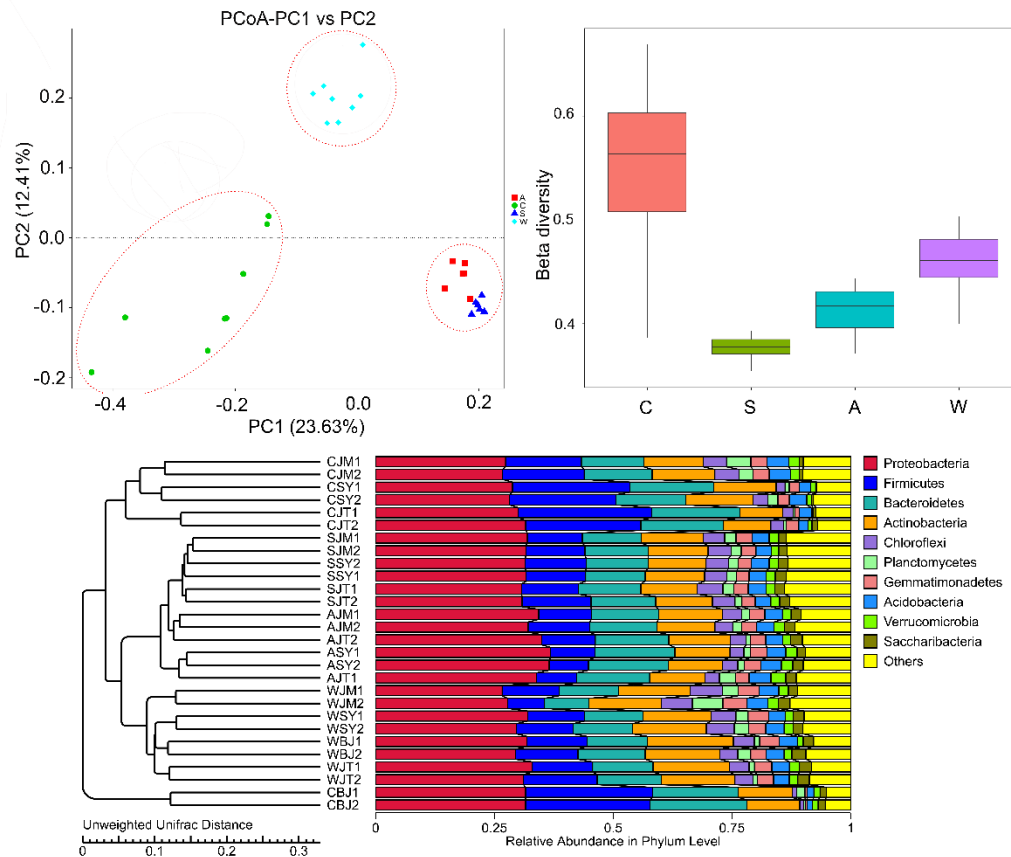 PCoA-PC1 vs PC2
PC2 (12.41%)
0.2
0.1
0.0
-0.1
-0.2
-0.4
-0.2
0.0
0.2
PC1 (23.63%)
A
C
S
W
Beta diversity
0.6
0.5
0.4
C S A W
CJM1
CJM2
CSY1
CSY2
CJT1
CJT2
SJM1
SJM2
SSY2
SSY1
SJT1
SJT2
AJM1
AJM2
AJT2
ASY1
ASY2
AJT1
WJM1
WJM2
WSY1
WSY2
WBJ1
WBJ2
WJT1
WJT2
CBJ1
CBJ2
Unweighted Unifrac Distance
0 0.1 0.2 0.3
0 0.25 0.5 0.75 1
Relative Abundance in Phylum Level
Proteobacteria
Firmicutes
Bacteroidetes
Actinobacteria
Chloroflexi
Planctomycetes
Gemmatimonadetes
Acidobacteria
Verrucomicrobia
Saccharibacteria
Others